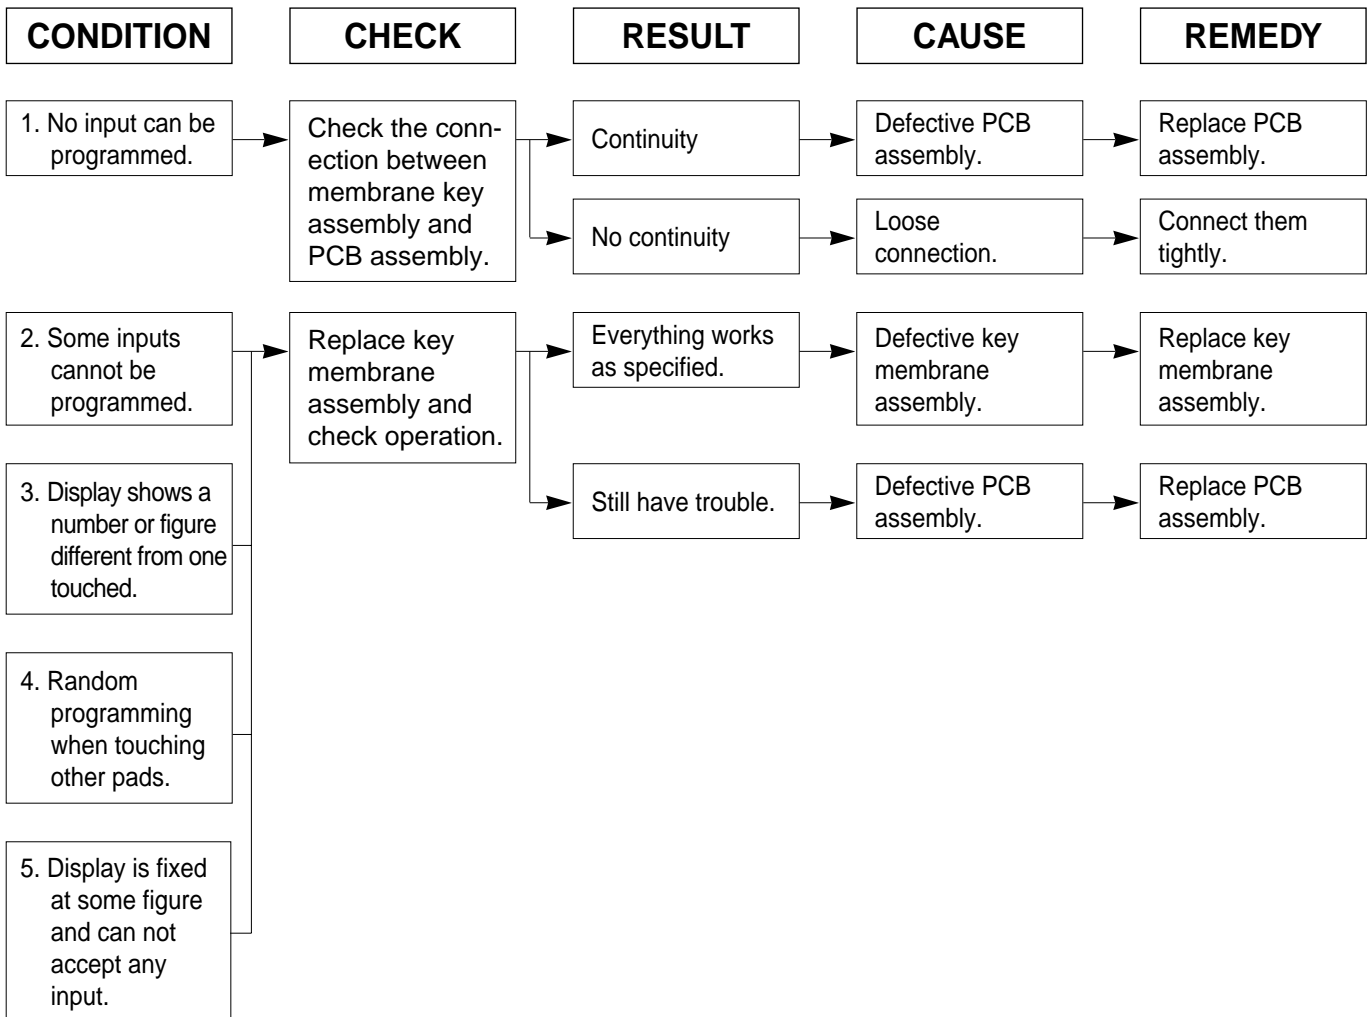 CONDITION
CHECK
RESULT
CAUSE
REMEDY
1. No input can be
programmed.
Check the conn-
ection between
membrane key
assembly and
PCB assembly.
Continuity
Defective PCB
assembly.
Replace PCB
assembly.
No continuity
Loose
connection.
Connect them
tightly.
2. Some inputs
cannot be
programmed.
Replace key
membrane
assembly and
check operation.
Everything works
as specified.
Defective key
membrane
assembly.
Replace key
membrane
assembly.
3. Display shows a
number or figure
different from one
touched.
Still have trouble.
Defective PCB
assembly.
Replace PCB
assembly.
4. Random
programming
when touching
other pads.
5. Display is fixed
at some figure
and can not
accept any
input.